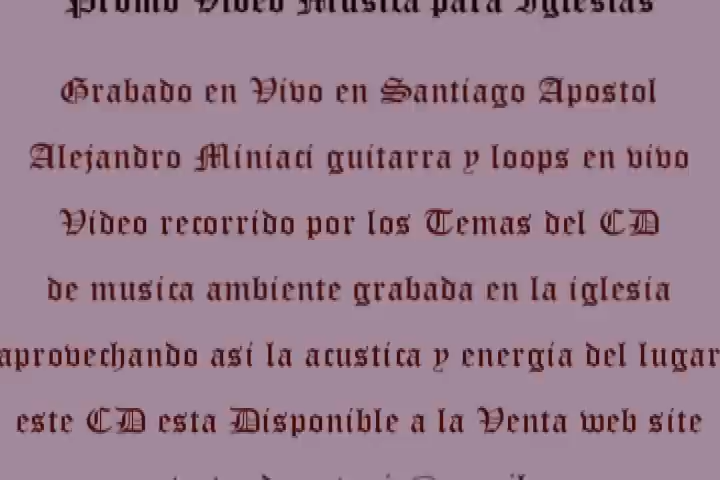 Promo Video Musica para Iglesias
Grabado en Vivo en Santiago Apostol
Alejandro Miniaci guitarra y loops en vivo
Video recorrido por los Temas del CD
de musica ambiente grabada en la iglesia
aprovechando asi la acustica y energia del lugar
este CD esta Disponible a la Venta web site